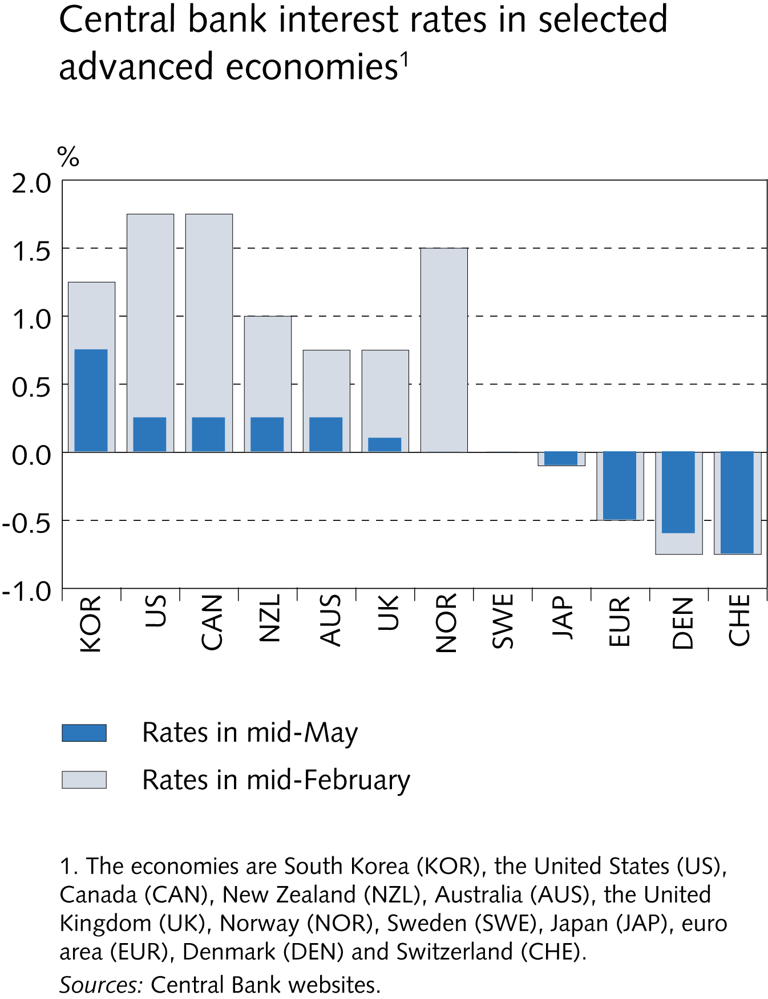 Central bank interest rates in selected
advanced economies¹
%
2.0
1.5
1.0
0.5
0.0
-0.5
-1.0
KOR
US
CAN
NZL
AUS
UK
NOR
SWE
JAP
EUR
DEN
CHE
Rates in mid-May
Rates in mid-February
1. The economies are South Korea (KOR), the United States (US),
Canada (CAN), New Zealand (NZL), Australia (AUS), the United
Kingdom (UK), Norway (NOR), Sweden (SWE), Japan (JAP), euro
area (EUR), Denmark (DEN) and Switzerland (CHE).
Sources: Central Bank websites.